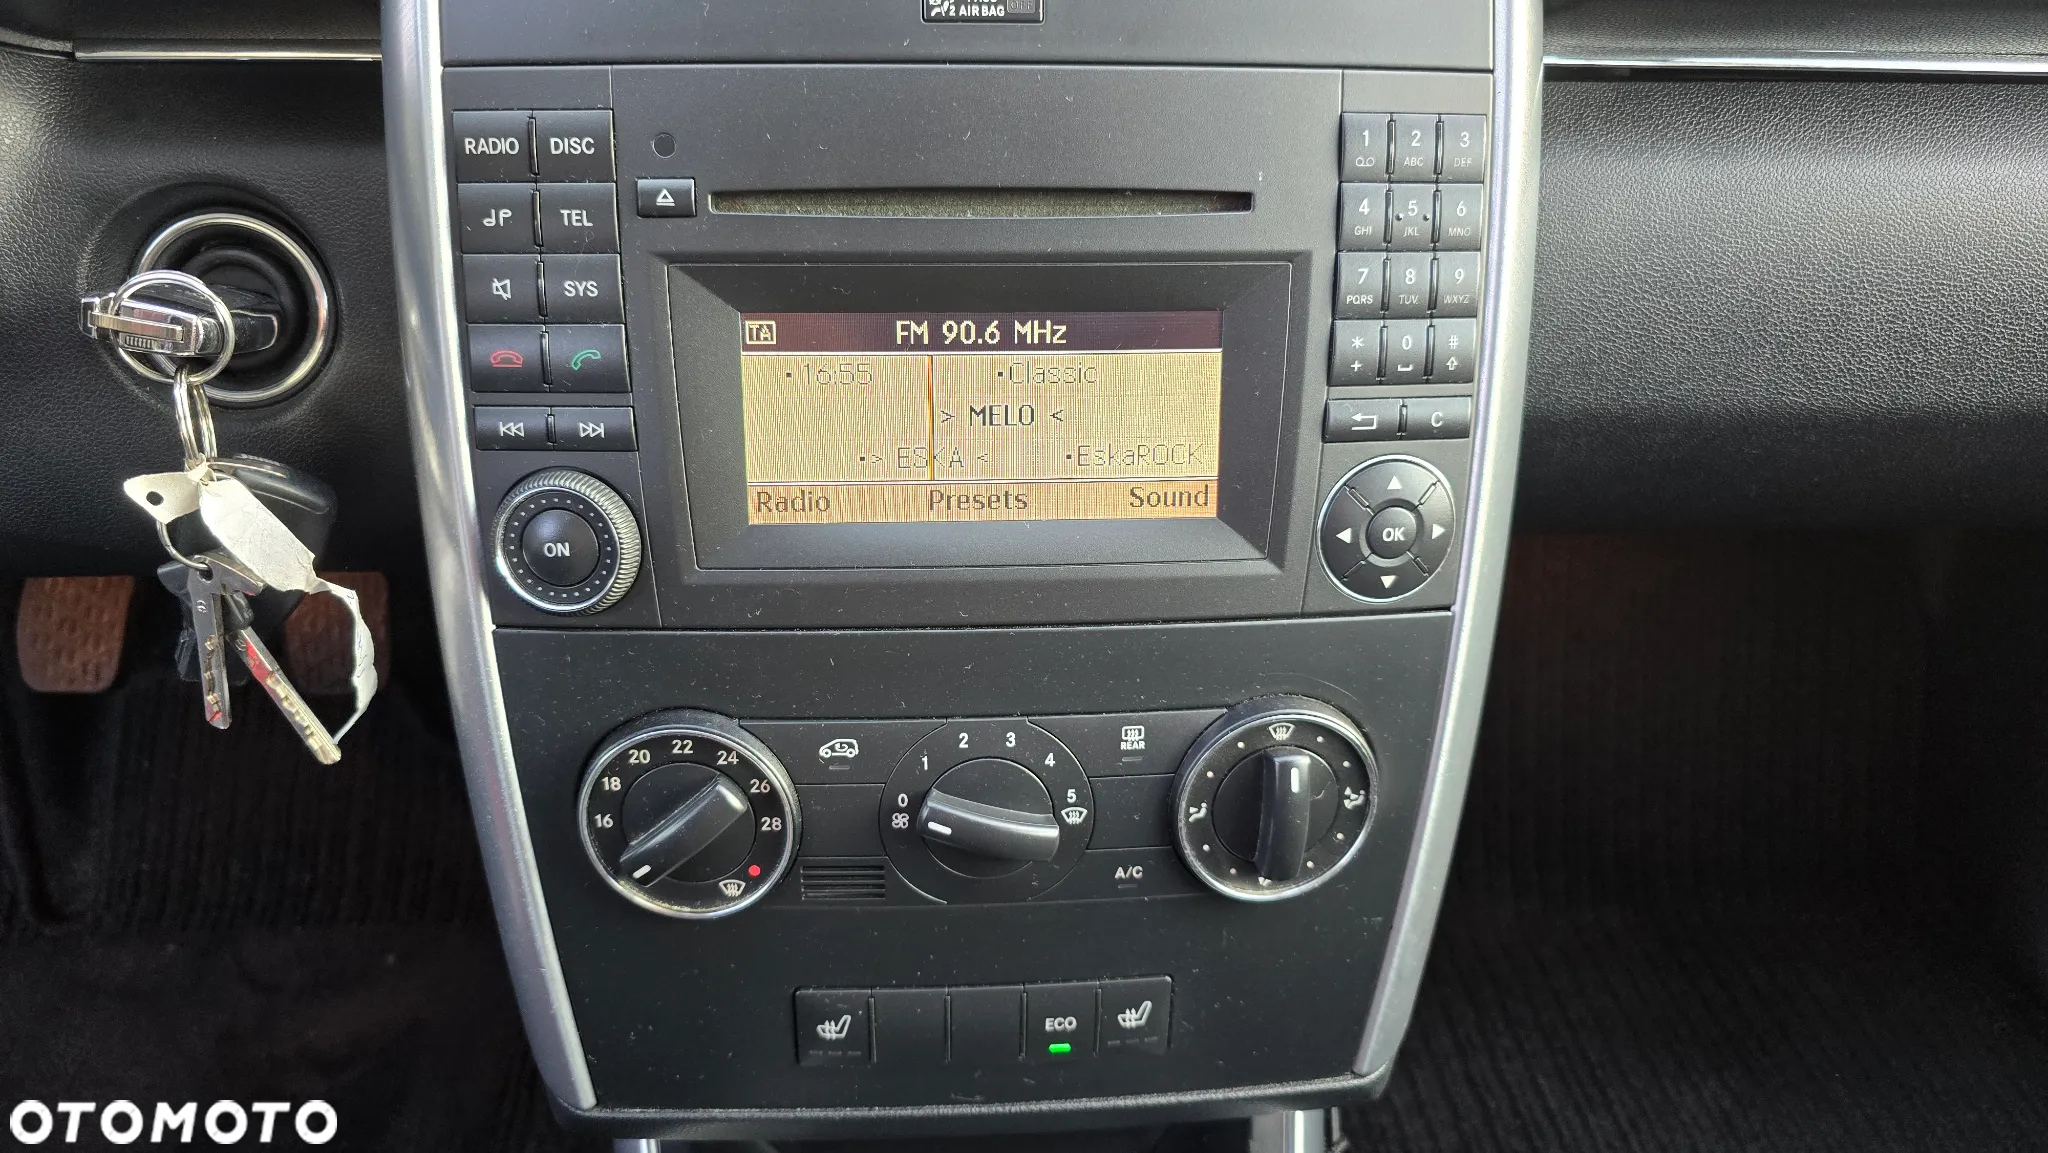 2 AIRBAG OFF
RADIO DISC
TEL
SYS
ON
1 2 3
ABC DEF
4 5 6
GHI JKL MNO
7 8 9
PQRS TUV WXYZ
* 0 #
+
C
OK
TA FM 90.6 MHz
16:55 Classic
> MELO <
> ESKA < EskaROCK
Radio Presets Sound
16 18 20 22 24 26 28
0 1 2 3 4 5
REAR
A/C
ECO
OTOMOTO